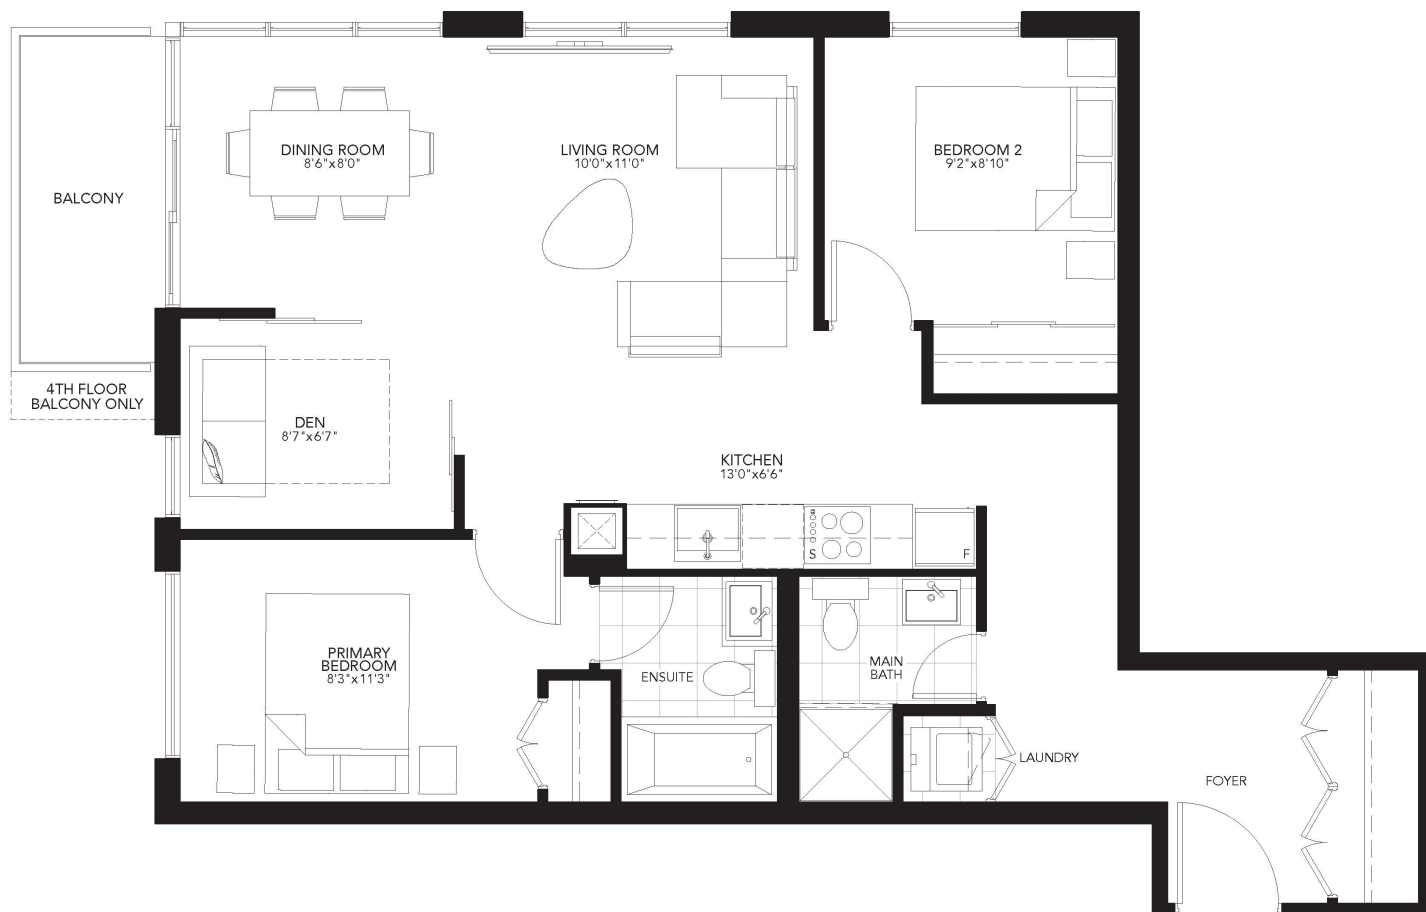 DINING ROOM
8'6"x8'0"
LIVING ROOM
10'0"x11'0"
BEDROOM 2
9'2"x8'10"
BALCONY
4TH FLOOR
BALCONY ONLY
DEN
8'7"x6'7"
KITCHEN
13'0"x6'6"
S
F
PRIMARY
BEDROOM
8'3"x11'3"
ENSUITE
MAIN
BATH
LAUNDRY
FOYER